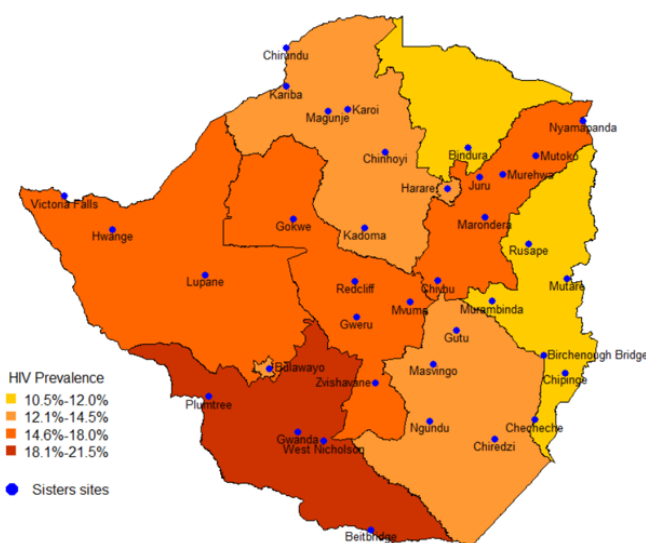 Chirundu
Kariba
Karoi
Magunje
Nyamapanda
Chinhoyi
Bindura
Mutoko
Murehwa
Juru
Harare
Victoria Falls
Hwange
Gokwe
Kadoma
Marondera
Rusape
Lupane
Redcliff
Chivhu
Mutare
Mvuma
Murambinda
Gweru
Gutu
Birchenough Bridge
Masvingo
Bulawayo
Chipinge
Zvishavane
HIV Prevalence
10.5%-12.0%
12.1%-14.5%
14.6%-18.0%
18.1%-21.5%
Sisters sites
Plumtree
Checheche
Ngundu
Chiredzi
Gwanda
West Nicholson
Beitbridge